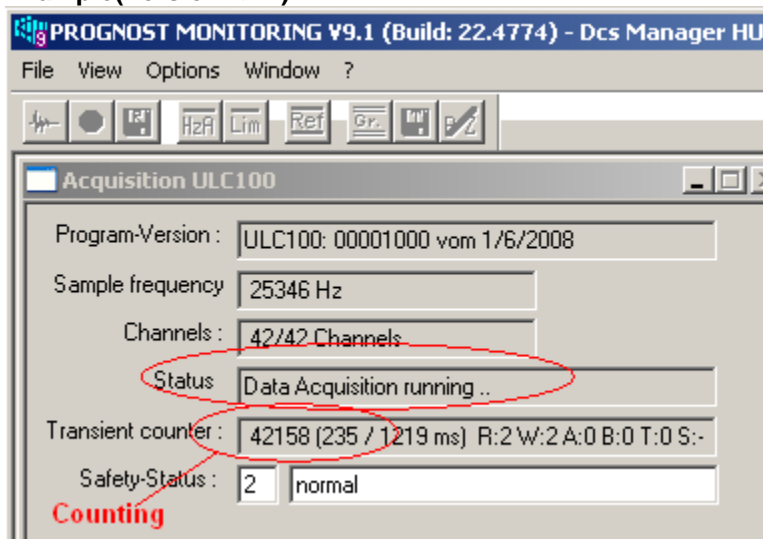 PROGNOST MONITORING V9.1 (Build: 22.4774) - Dcs Manager HU
File View Options Window ?
HzA Lim Ref Gr.
Acquisition ULC100
Program-Version : ULC100: 00001000 vom 1/6/2008
Sample frequency 25346 Hz
Channels : 42/42 Channels
Status Data Acquisition running ..
Transient counter : 42158 (235 / 1219 ms) R:2 W:2 A:0 B:0 T:0 S:-
Safety-Status : 2 normal
Counting